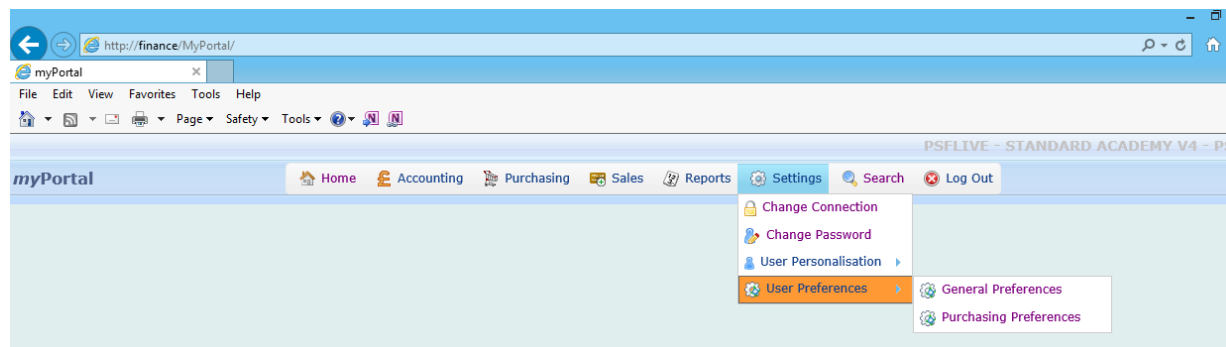 http://finance/MyPortal/
myPortal
File Edit View Favorites Tools Help
Page Safety Tools
PSFLIVE - STANDARD ACADEMY V4 - PS
myPortal Home Accounting Purchasing Sales Reports Settings Search Log Out
Change Connection
Change Password
User Personalisation
User Preferences General Preferences
Purchasing Preferences